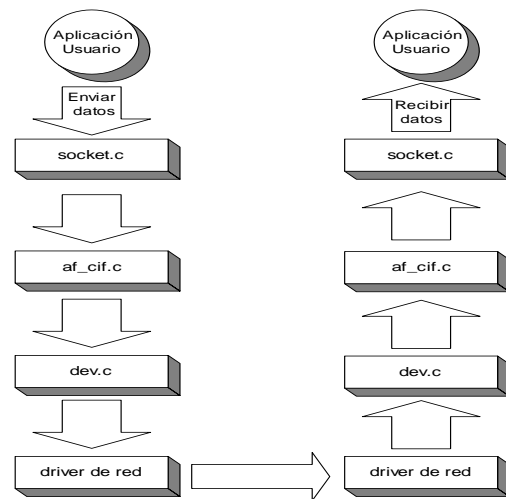 Aplicación
Usuario
Enviar
datos
socket.c
af_cif.c
dev.c
driver de red
Aplicación
Usuario
Recibir
datos
socket.c
af_cif.c
dev.c
driver de red